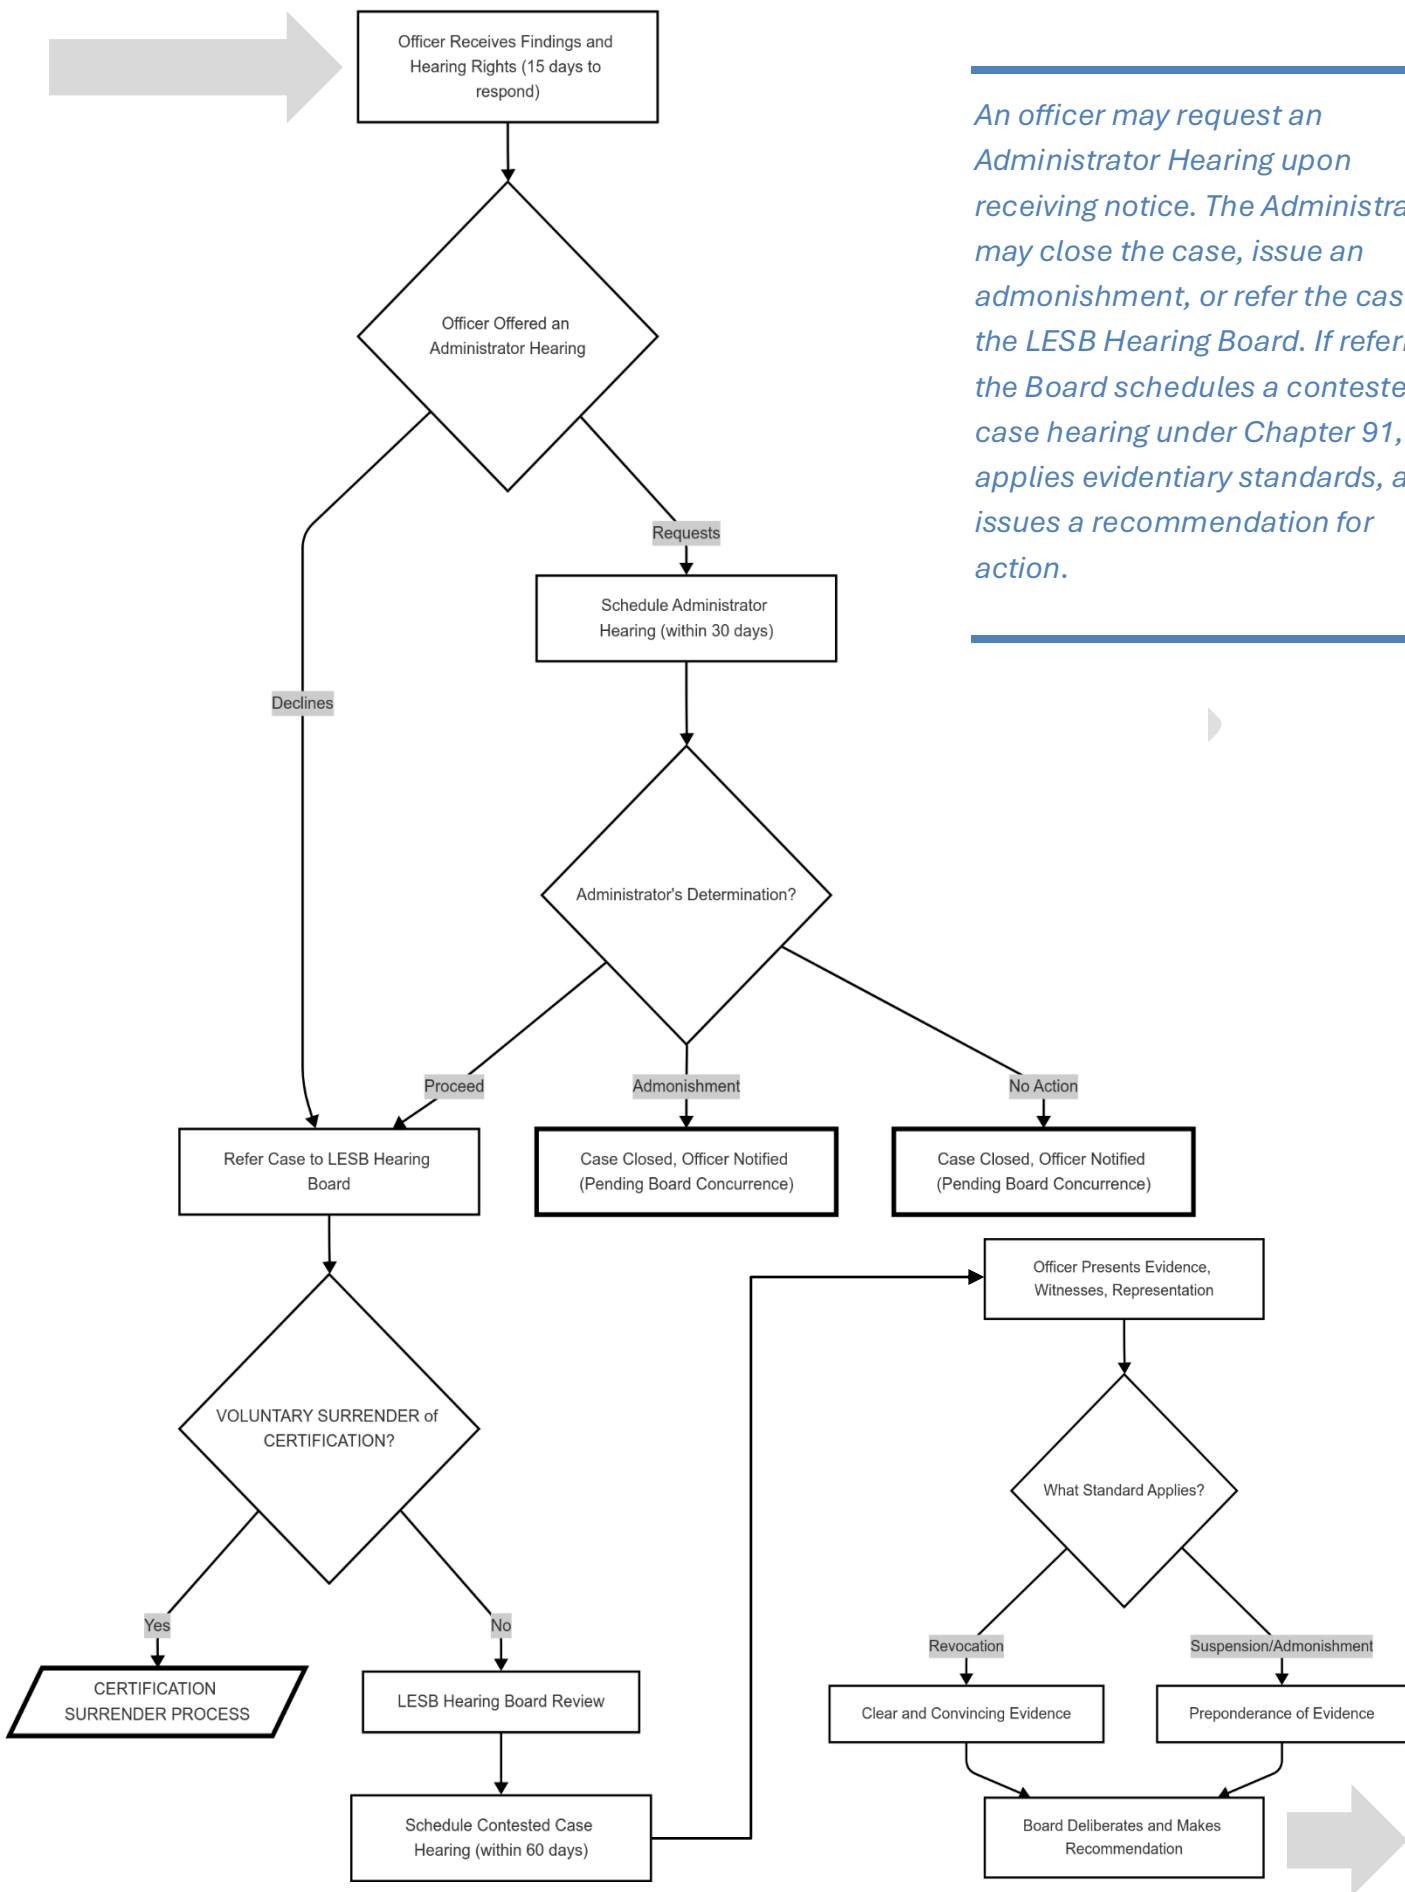 Officer Receives Findings and
Hearing Rights (15 days to
respond)
An officer may request an
Administrator Hearing upon
receiving notice. The
may close the case, issue an
admonishment, or refer the
the LESB Hearing Board. If
the Board schedules a
case hearing under Chapter 91,
applies evidentiary standards,
issues a recommendation for
action.
Officer Offered an
Administrator Hearing
Requests
Schedule Administrator
Hearing (within 30 days)
Declines
Administrator's Determination?
Proceed
Admonishment
No Action
Refer Case to LESB Hearing
Board
Case Closed, Officer Notified
(Pending Board Concurrence)
Case Closed, Officer Notified
(Pending Board Concurrence)
VOLUNTARY SURRENDER of
CERTIFICATION?
Yes
No
CERTIFICATION
SURRENDER PROCESS
LESB Hearing Board Review
Schedule Contested Case
Hearing (within 60 days)
Officer Presents Evidence,
Witnesses, Representation
What Standard Applies?
Revocation
Suspension/Admonishment
Clear and Convincing Evidence
Preponderance of Evidence
Board Deliberates and Makes
Recommendation